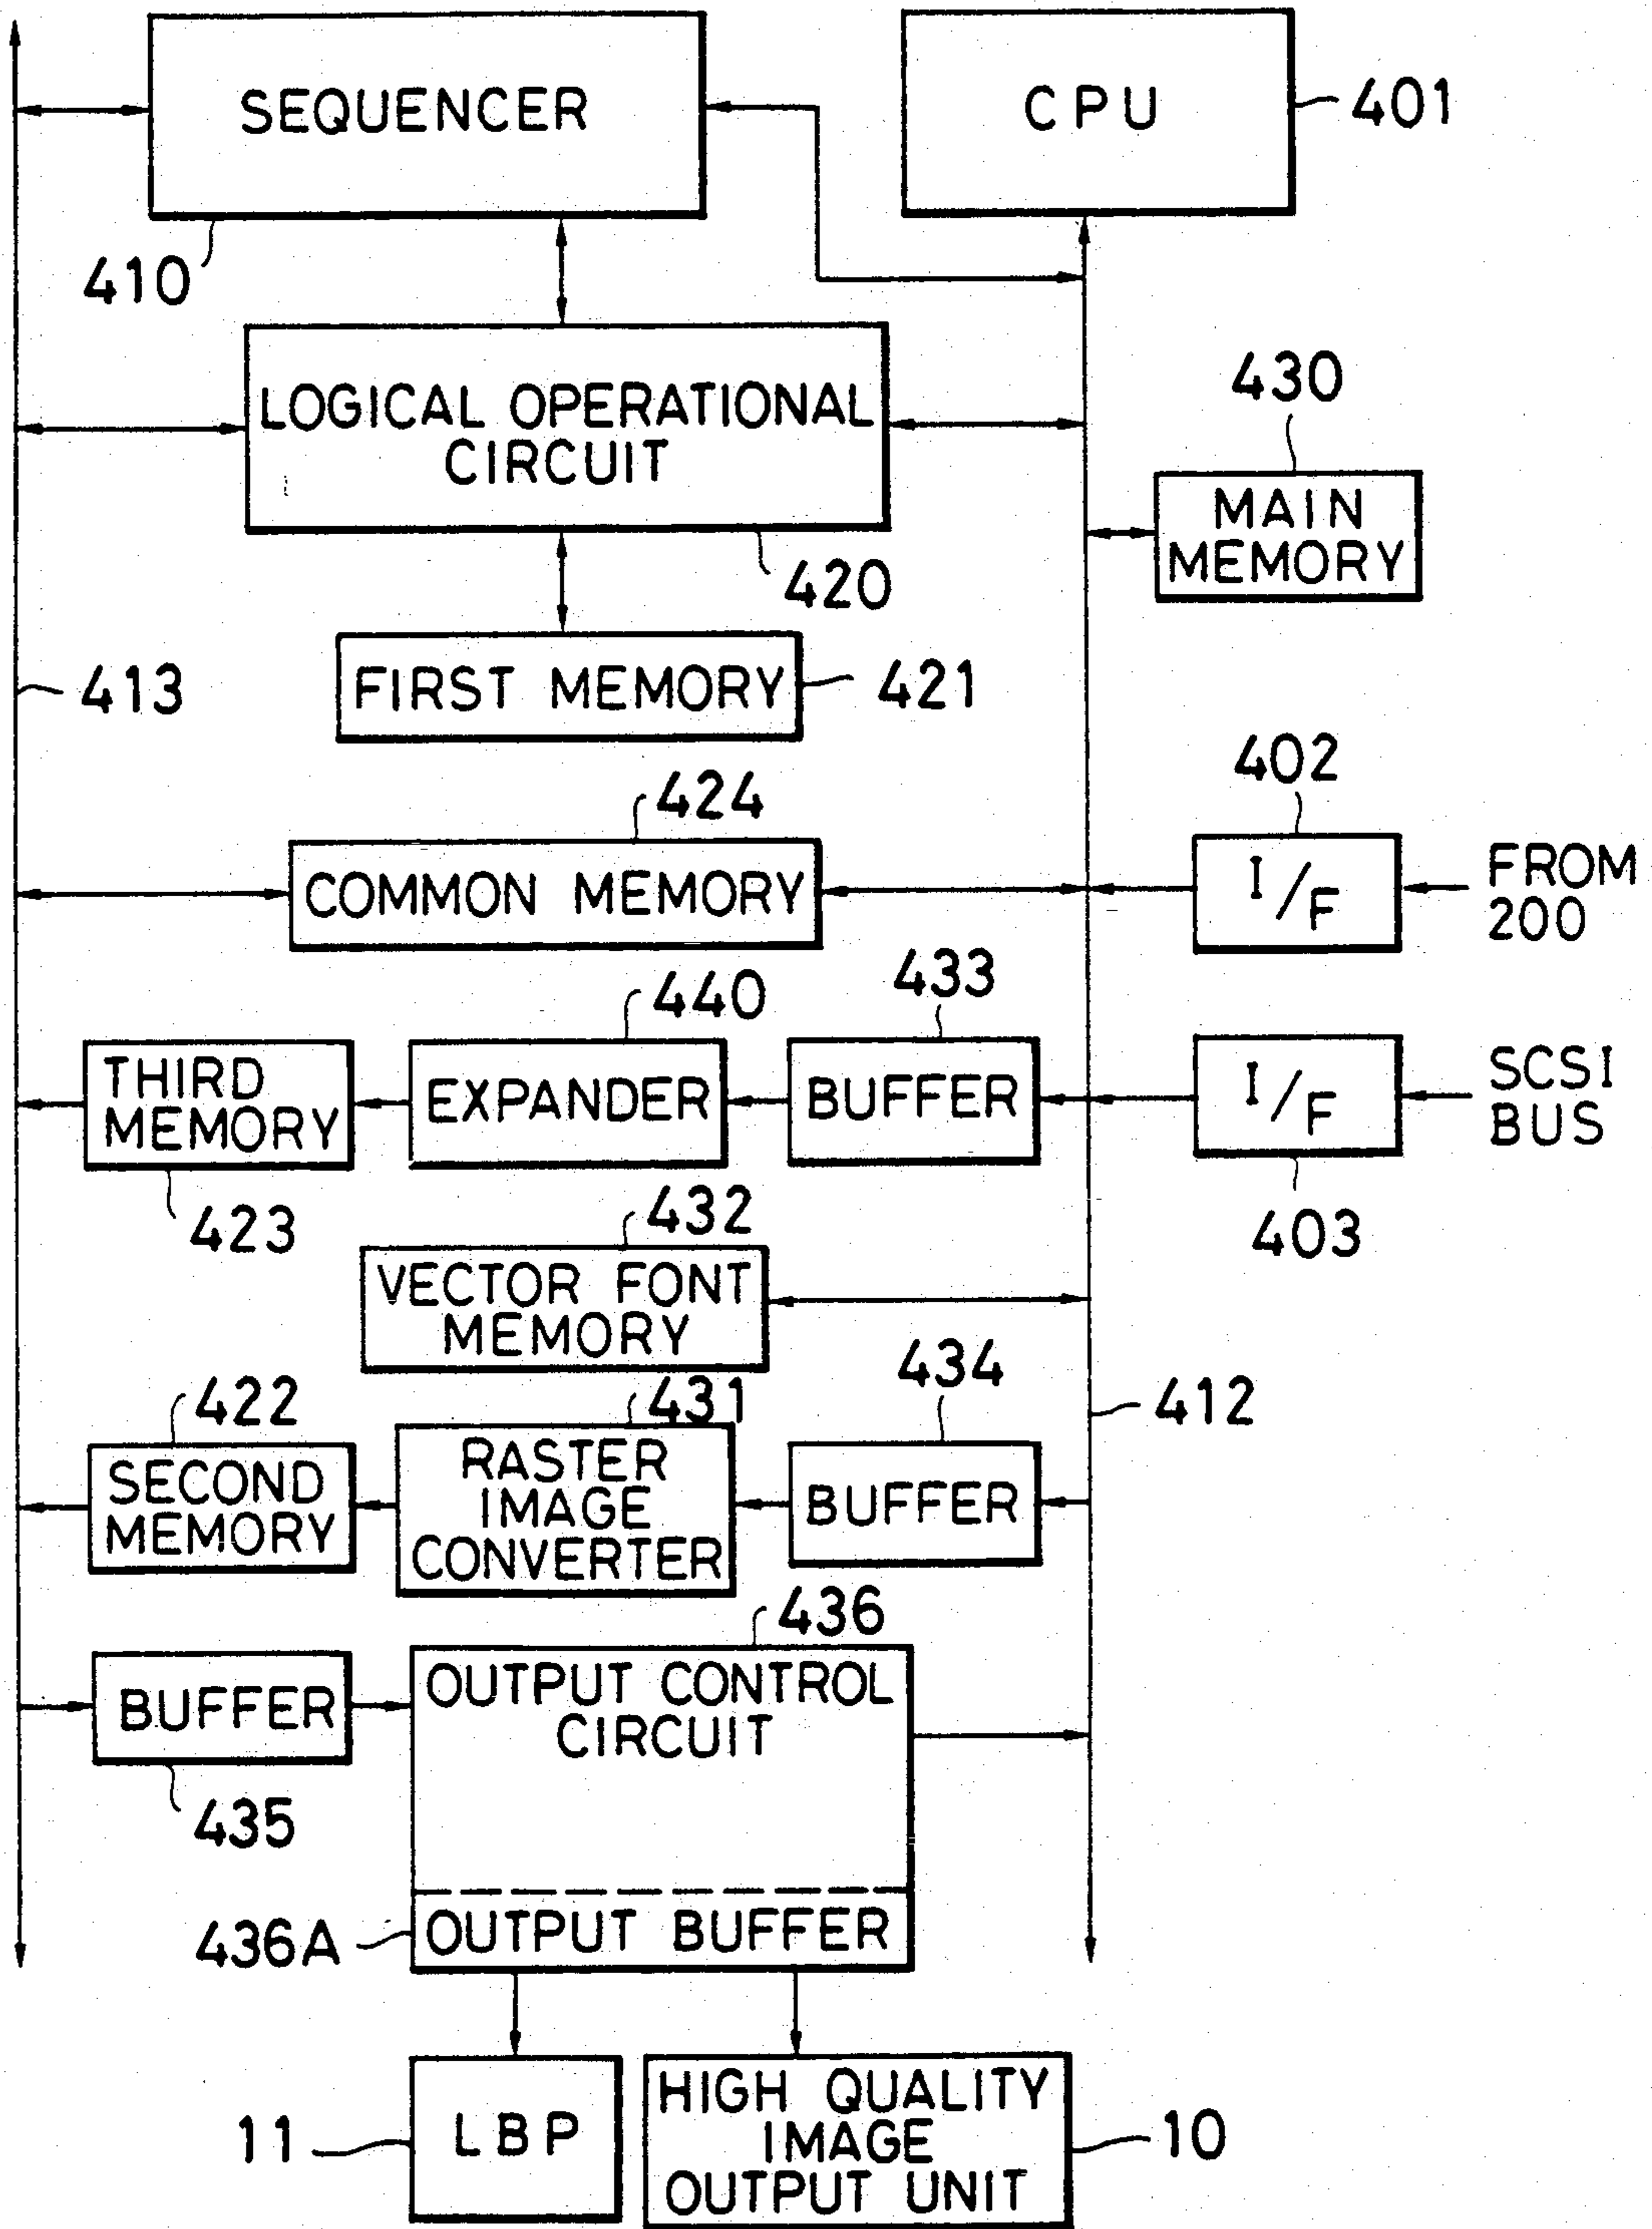 SEQUENCER
CPU
401
410
LOGICAL OPERATIONAL
CIRCUIT
430
MAIN
MEMORY
420
413
FIRST MEMORY
421
402
424
COMMON MEMORY
I/F
FROM
200
433
440
THIRD
MEMORY
EXPANDER
BUFFER
I/F
SCSI
BUS
423
432
403
VECTOR FONT
MEMORY
434
422
431
412
SECOND
MEMORY
RASTER
IMAGE
CONVERTER
BUFFER
436
BUFFER
OUTPUT CONTROL
CIRCUIT
435
436A
OUTPUT BUFFER
11
LBP
HIGH QUALITY
IMAGE
OUTPUT UNIT
10